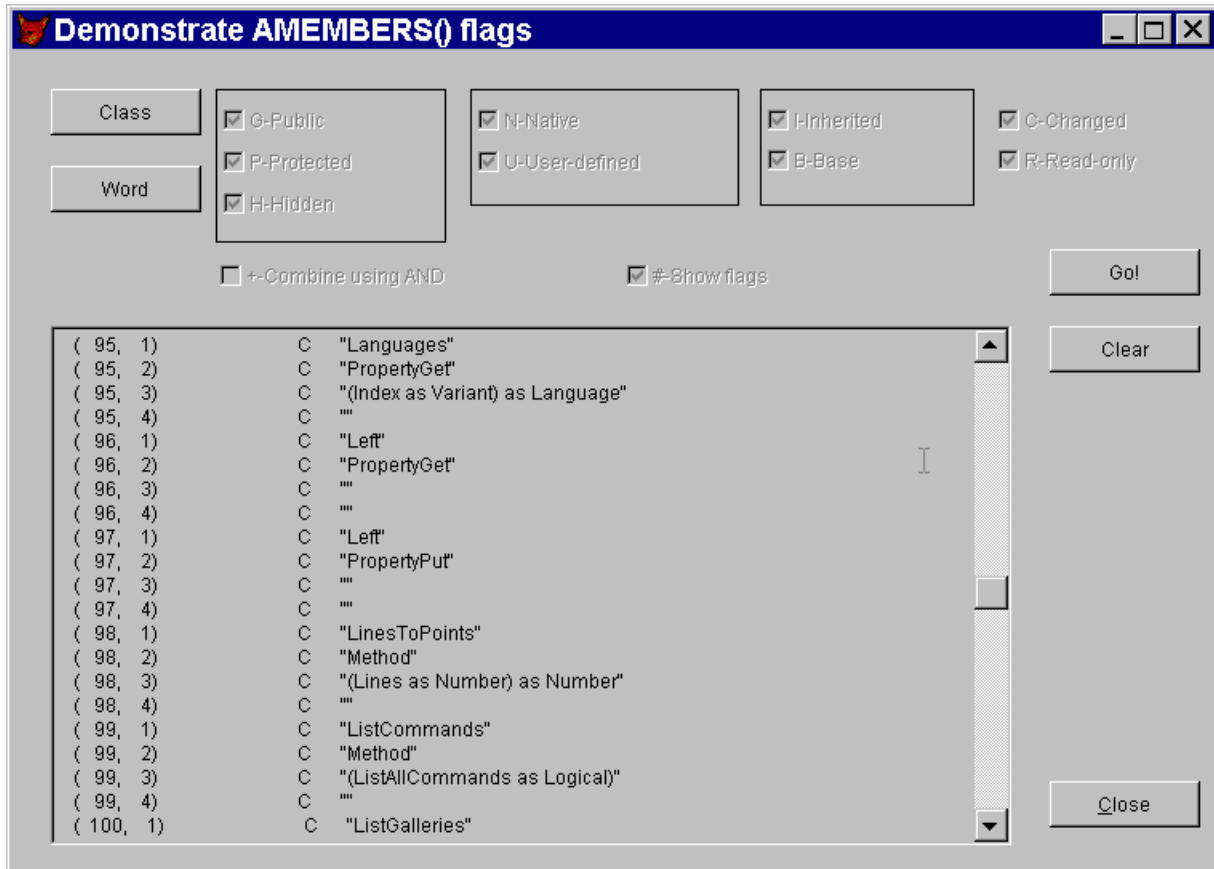 Demonstrate AMEMBERS() flags
Class
Word
G-Public
P-Protected
H-Hidden
N-Native
U-User-defined
I-Inherited
B-Base
C-Changed
R-Read-only
+-Combine using AND
#-Show flags
Go!
Clear
( 95, 1) C "Languages"
( 95, 2) C "PropertyGet"
( 95, 3) C "(Index as Variant) as Language"
( 95, 4) C ""
( 96, 1) C "Left"
( 96, 2) C "PropertyGet"
( 96, 3) C ""
( 96, 4) C ""
( 97, 1) C "Left"
( 97, 2) C "PropertyPut"
( 97, 3) C ""
( 97, 4) C ""
( 98, 1) C "LinesToPoints"
( 98, 2) C "Method"
( 98, 3) C "(Lines as Number) as Number"
( 98, 4) C ""
( 99, 1) C "ListCommands"
( 99, 2) C "Method"
( 99, 3) C "(ListAllCommands as Logical)"
( 99, 4) C ""
( 100, 1) C "ListGalleries"
Close